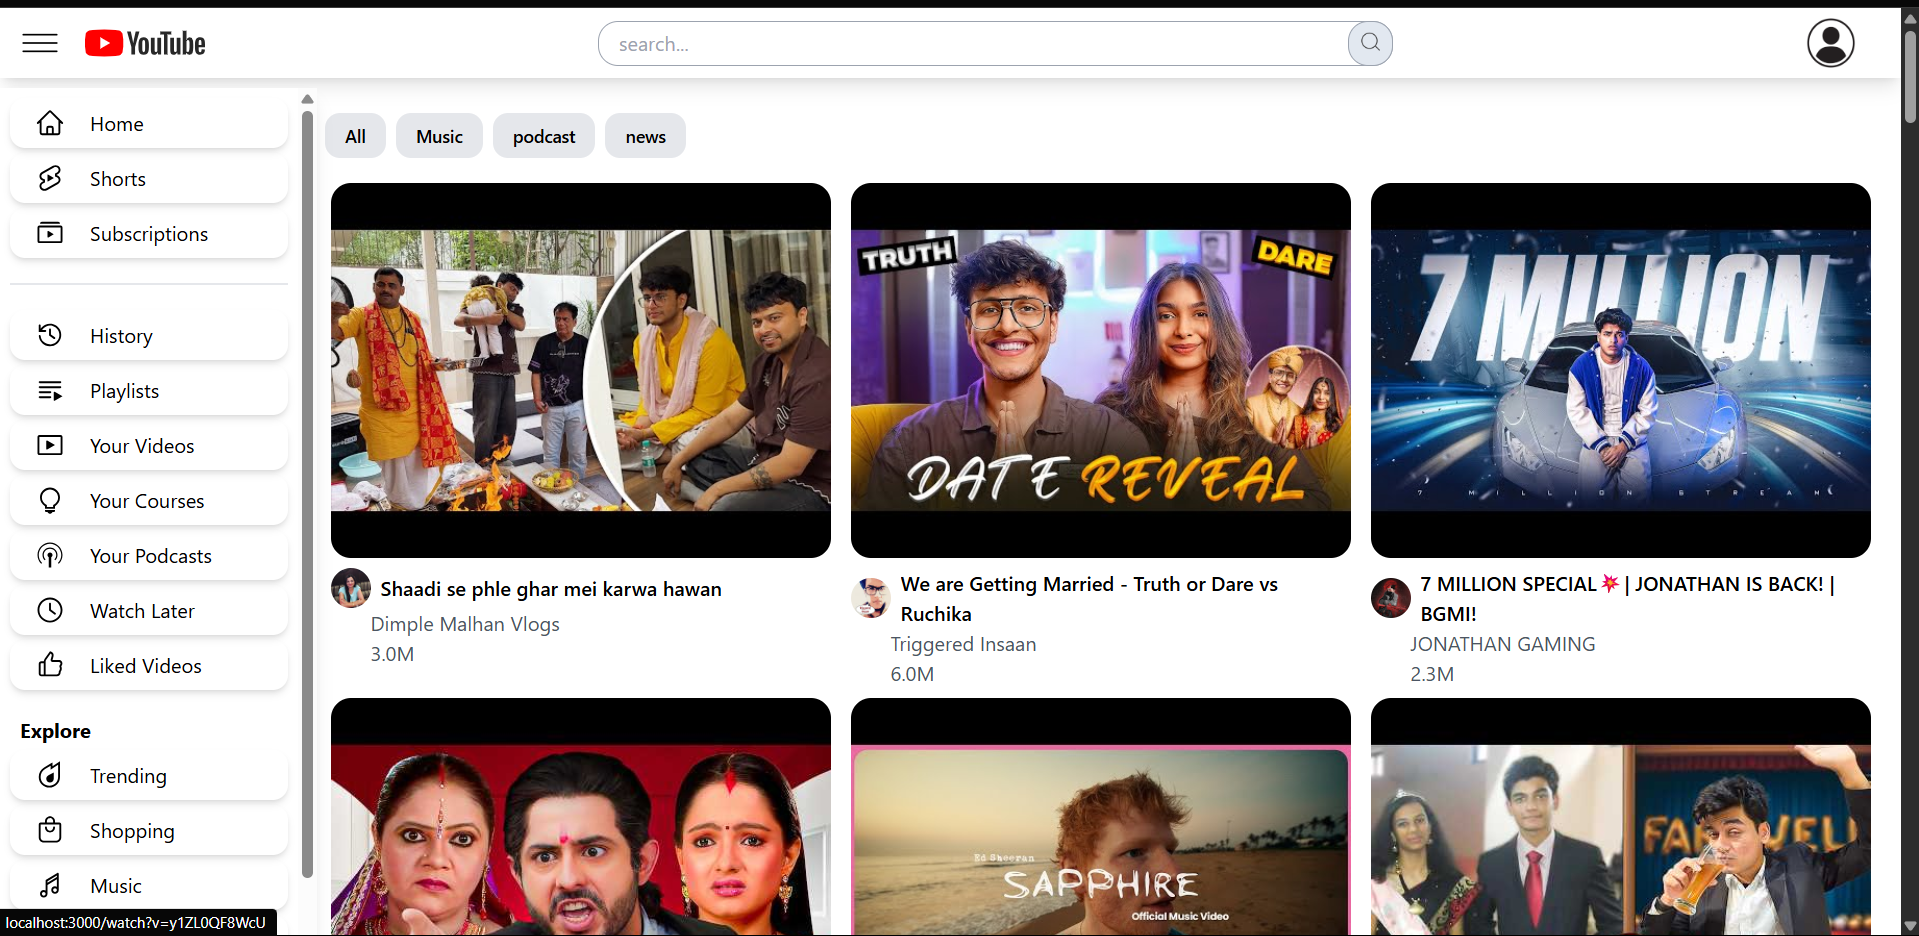 YouTube
search...
Home
Shorts
Subscriptions
History
Playlists
Your Videos
Your Courses
Your Podcasts
Watch Later
Liked Videos
Explore
Trending
Shopping
Music
localhost:3000/watch?v=y1ZL0QF8WcU
All
Music
podcast
news
TRUTH
DARE
DATE REVEAL
7 MILLION
7 MILLION STREAM
Shaadi se phle ghar mei karwa hawan
Dimple Malhan Vlogs
3.0M
We are Getting Married - Truth or Dare vs
Ruchika
Triggered Insaan
6.0M
7 MILLION SPECIAL💥 | JONATHAN IS BACK! |
BGMI!
JONATHAN GAMING
2.3M
Ed Sheeran
SAPPHIRE
Official Music Video